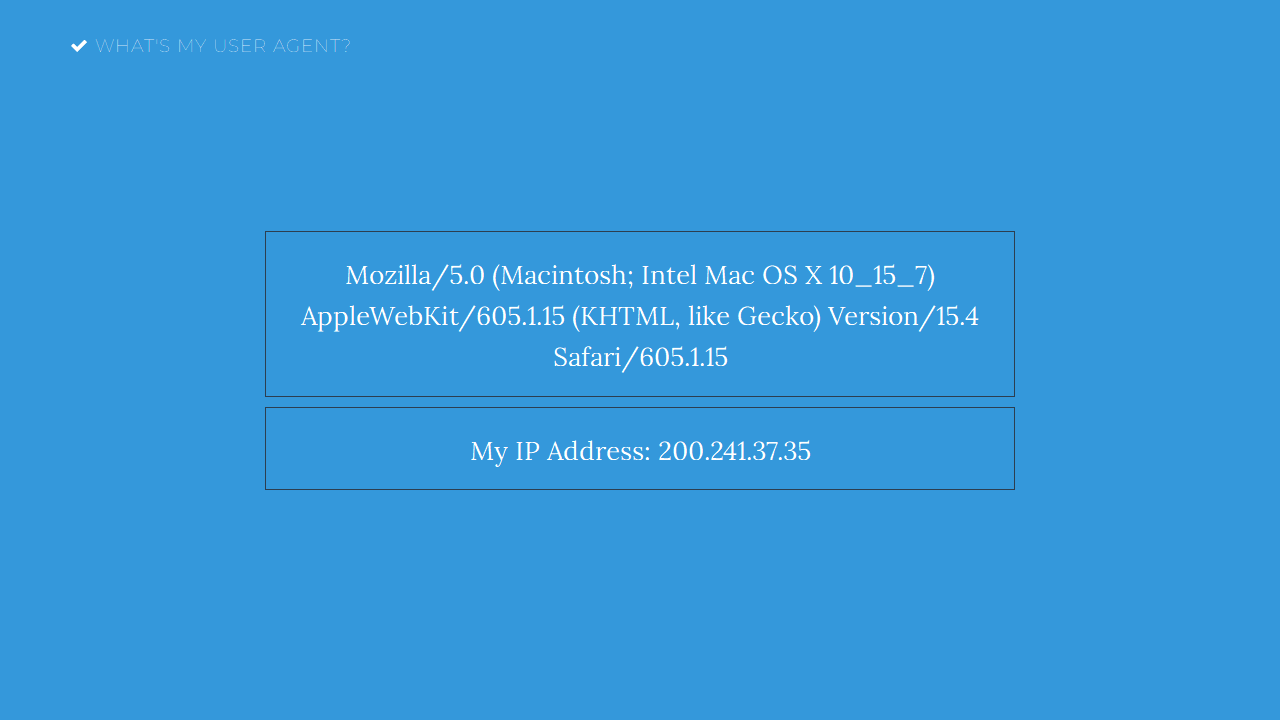 WHAT'S MY USER AGENT?
Mozilla/5.0 (Macintosh; Intel Mac OS X 10_15_7)
AppleWebKit/605.1.15 (KHTML, like Gecko) Version/15.4
Safari/605.1.15
My IP Address: 200.241.37.35